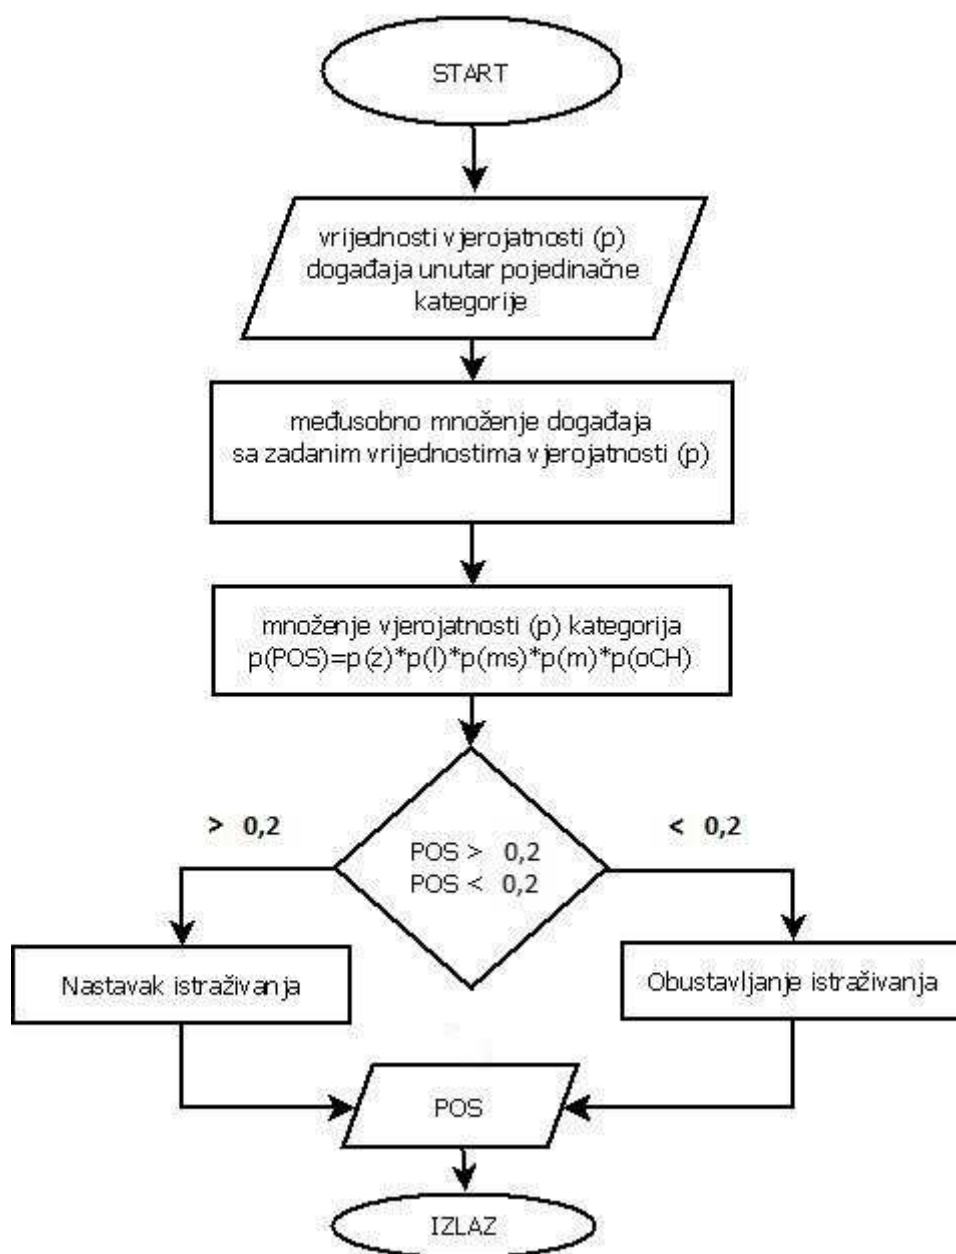 START
vrijednosti vjerojatnosti (p)
događaja unutar pojedinačne
kategorije
međusobno množenje događaja
sa zadanim vrijednostima vjerojatnosti (p)
množenje vjerojatnosti (p) kategorija
p(POS)=p(z)*p(l)*p(ms)*p(m)*p(oCH)
> 0,2
< 0,2
POS > 0,2
POS < 0,2
Nastavak istraživanja
Obustavljanje istraživanja
POS
IZLAZ